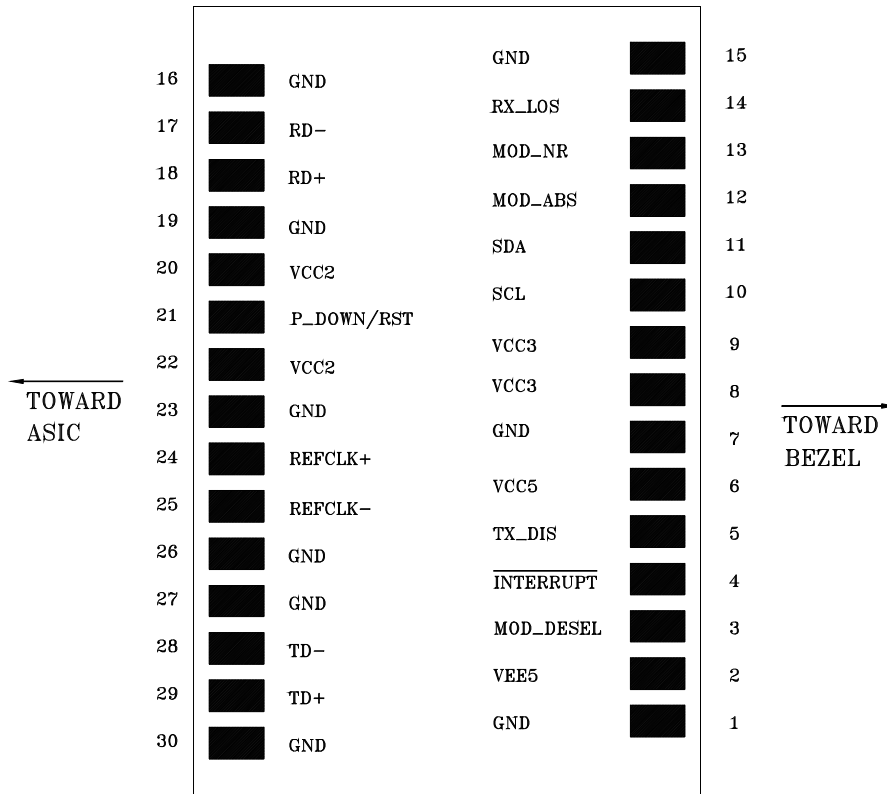 16 GND
17 RD-
18 RD+
19 GND
20 VCC2
21 P_DOWN/RST
22 VCC2
23 GND
24 REFCLK+
25 REFCLK-
26 GND
27 GND
28 TD-
29 TD+
30 GND
TOWARD
ASIC
GND 15
RX_LOS 14
MOD_NR 13
MOD_ABS 12
SDA 11
SCL 10
VCC3 9
VCC3 8
GND 7
VCC5 6
TX_DIS 5
INTERRUPT 4
MOD_DESEL 3
VEE5 2
GND 1
TOWARD
BEZEL